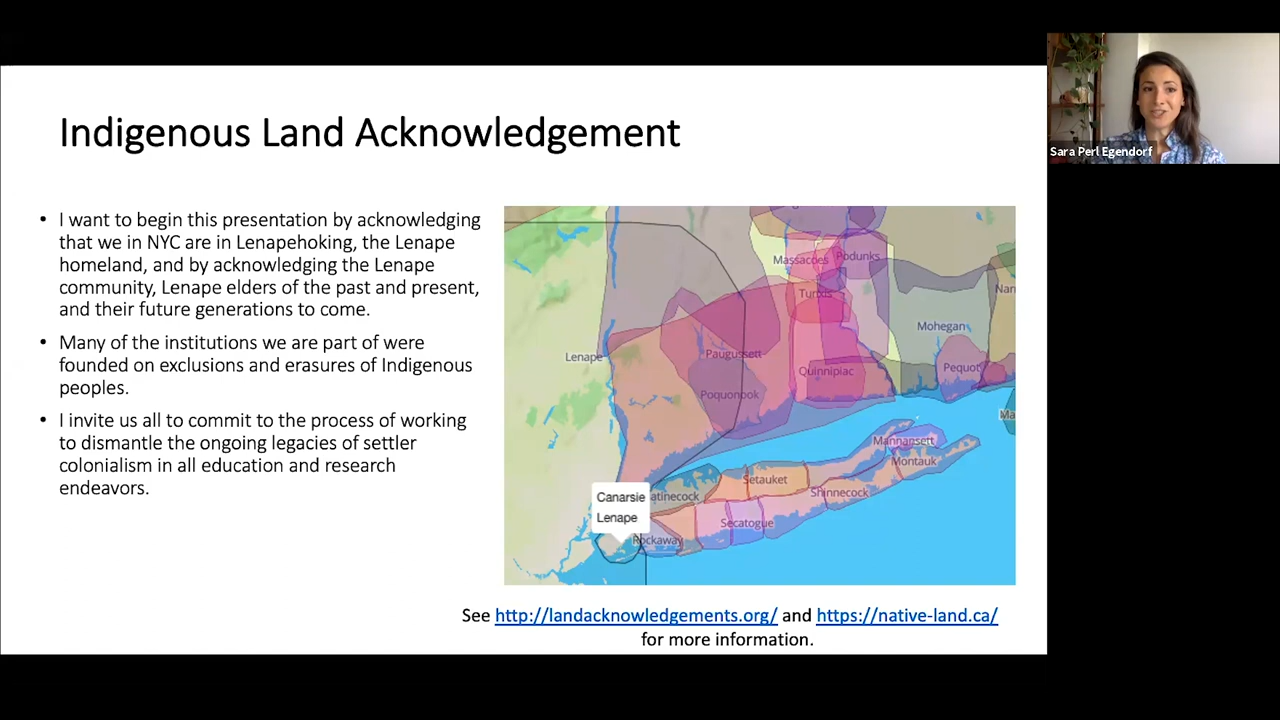 Indigenous Land Acknowledgement
Sara Perl Egendorf
• I want to begin this presentation by acknowledging
that we in NYC are in Lenapehoking, the Lenape
homeland, and by acknowledging the Lenape
community, Lenape elders of the past and present,
and their future generations to come.
• Many of the institutions we are part of were
founded on exclusions and erasures of Indigenous
peoples.
• I invite us all to commit to the process of working
to dismantle the ongoing legacies of settler
colonialism in all education and research
endeavors.
Massacoes
Podunks
Tunxis
Nar
Mohegan
Lenape
Paugussett
Quinnipiac
Pequot
Poquonook
Ma
Mannansett
Montauk
Setauket
Shinnecock
Canarsie
Lenape
atinecock
Secatogue
Rockaway
See http://landacknowledgements.org/ and https://native-land.ca/
for more information.